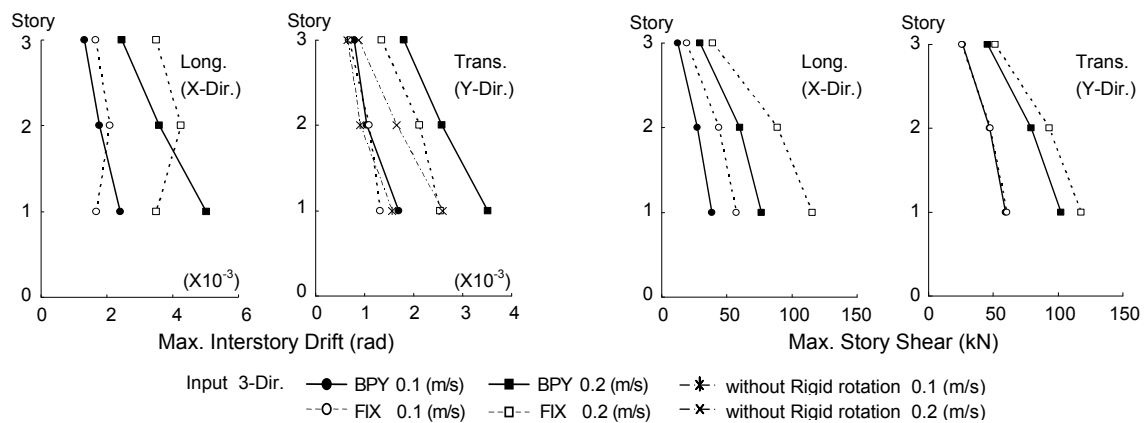 Story
3
2
1
0
Long.
(X-Dir.)
(X10-3)
0 2 4 6
3
2
1
0
Trans.
(Y-Dir.)
(X10-3)
0 1 2 3 4
Max. Interstory Drift (rad)
Story
3
2
1
0
Long.
(X-Dir.)
0 50 100 150
Story
3
2
1
0
Trans.
(Y-Dir.)
0 50 100 150
Max. Story Shear (kN)
Input 3-Dir. BPY 0.1 (m/s) BPY 0.2 (m/s) without Rigid rotation 0.1 (m/s)
FIX 0.1 (m/s) FIX 0.2 (m/s) without Rigid rotation 0.2 (m/s)